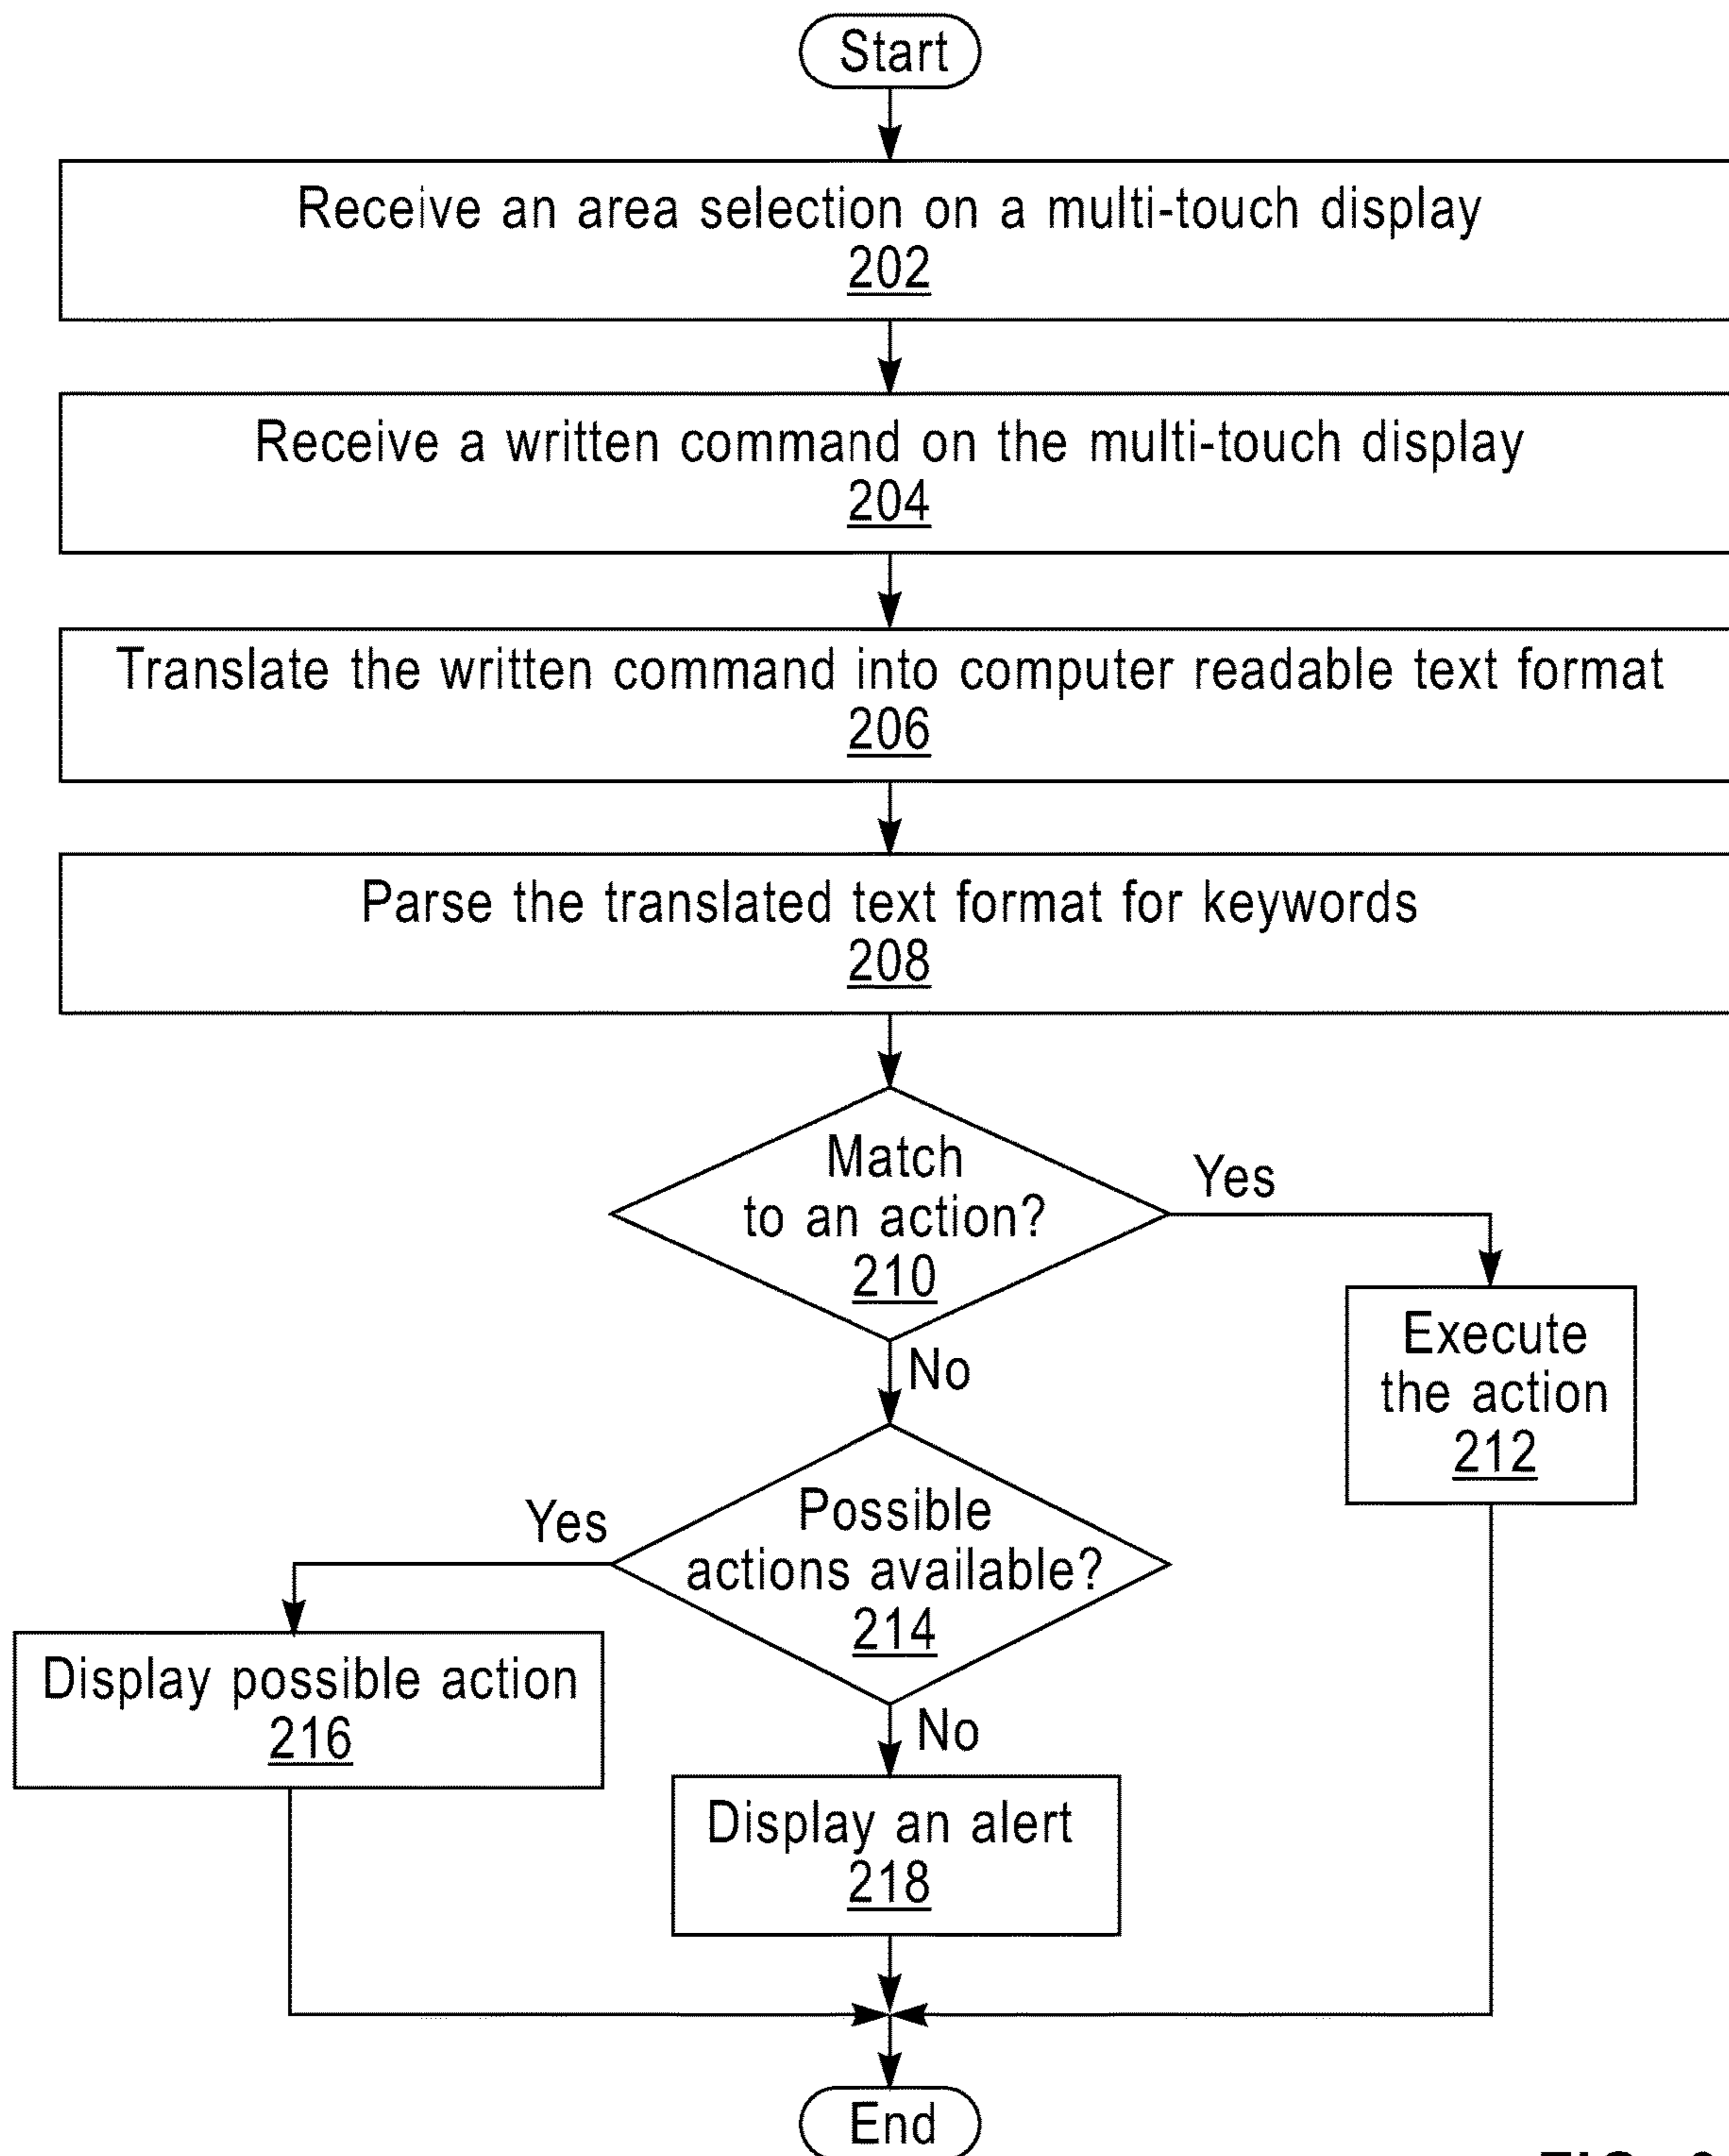 Start
Receive an area selection on a multi-touch display
202
Receive a written command on the multi-touch display
204
Translate the written command into computer readable text format
206
Parse the translated text format for keywords
208
Match
to an action?
210
Yes
No
Execute
the action
212
Possible
actions available?
214
Yes
No
Display possible action
216
Display an alert
218
End